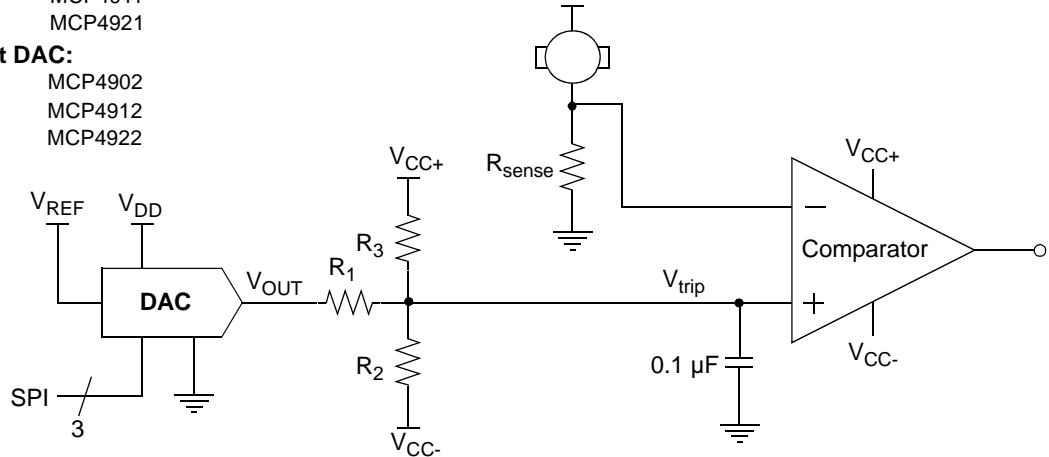 MCP4921
t DAC:
MCP4902
MCP4912
MCP4922
VCC+
Rsense
VCC+
VREF
VDD
R3
−
Comparator
VOUT
R1
Vtrip
DAC
+
R2
0.1 µF
VCC-
SPI
3
VCC-